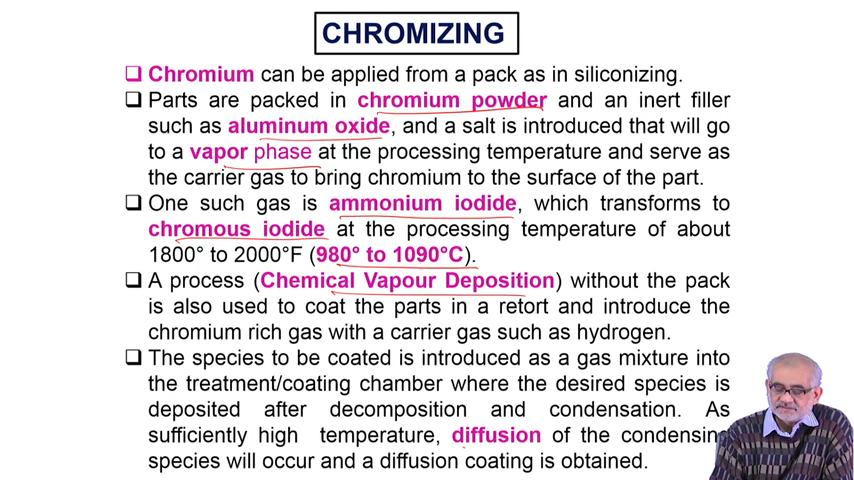 CHROMIZING
❑ Chromium can be applied from a pack as in siliconizing.
❑ Parts are packed in chromium powder and an inert filler
such as aluminum oxide, and a salt is introduced that will go
to a vapor phase at the processing temperature and serve as
the carrier gas to bring chromium to the surface of the part.
❑ One such gas is ammonium iodide, which transforms to
chromous iodide at the processing temperature of about
1800° to 2000°F (980° to 1090°C).
❑ A process (Chemical Vapour Deposition) without the pack
is also used to coat the parts in a retort and introduce the
chromium rich gas with a carrier gas such as hydrogen.
❑ The species to be coated is introduced as a gas mixture into
the treatment/coating chamber where the desired species is
deposited after decomposition and condensation. As
sufficiently high temperature, diffusion of the condensing
species will occur and a diffusion coating is obtained.